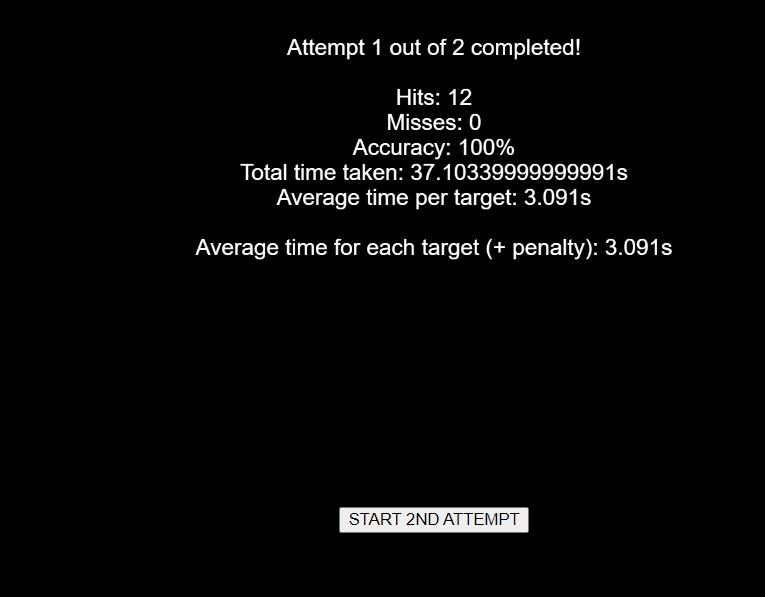 Attempt 1 out of 2 completed!
Hits: 12
Misses: 0
Accuracy: 100%
Total time taken: 37.10339999999991s
Average time per target: 3.091s
Average time for each target (+ penalty): 3.091s
START 2ND ATTEMPT